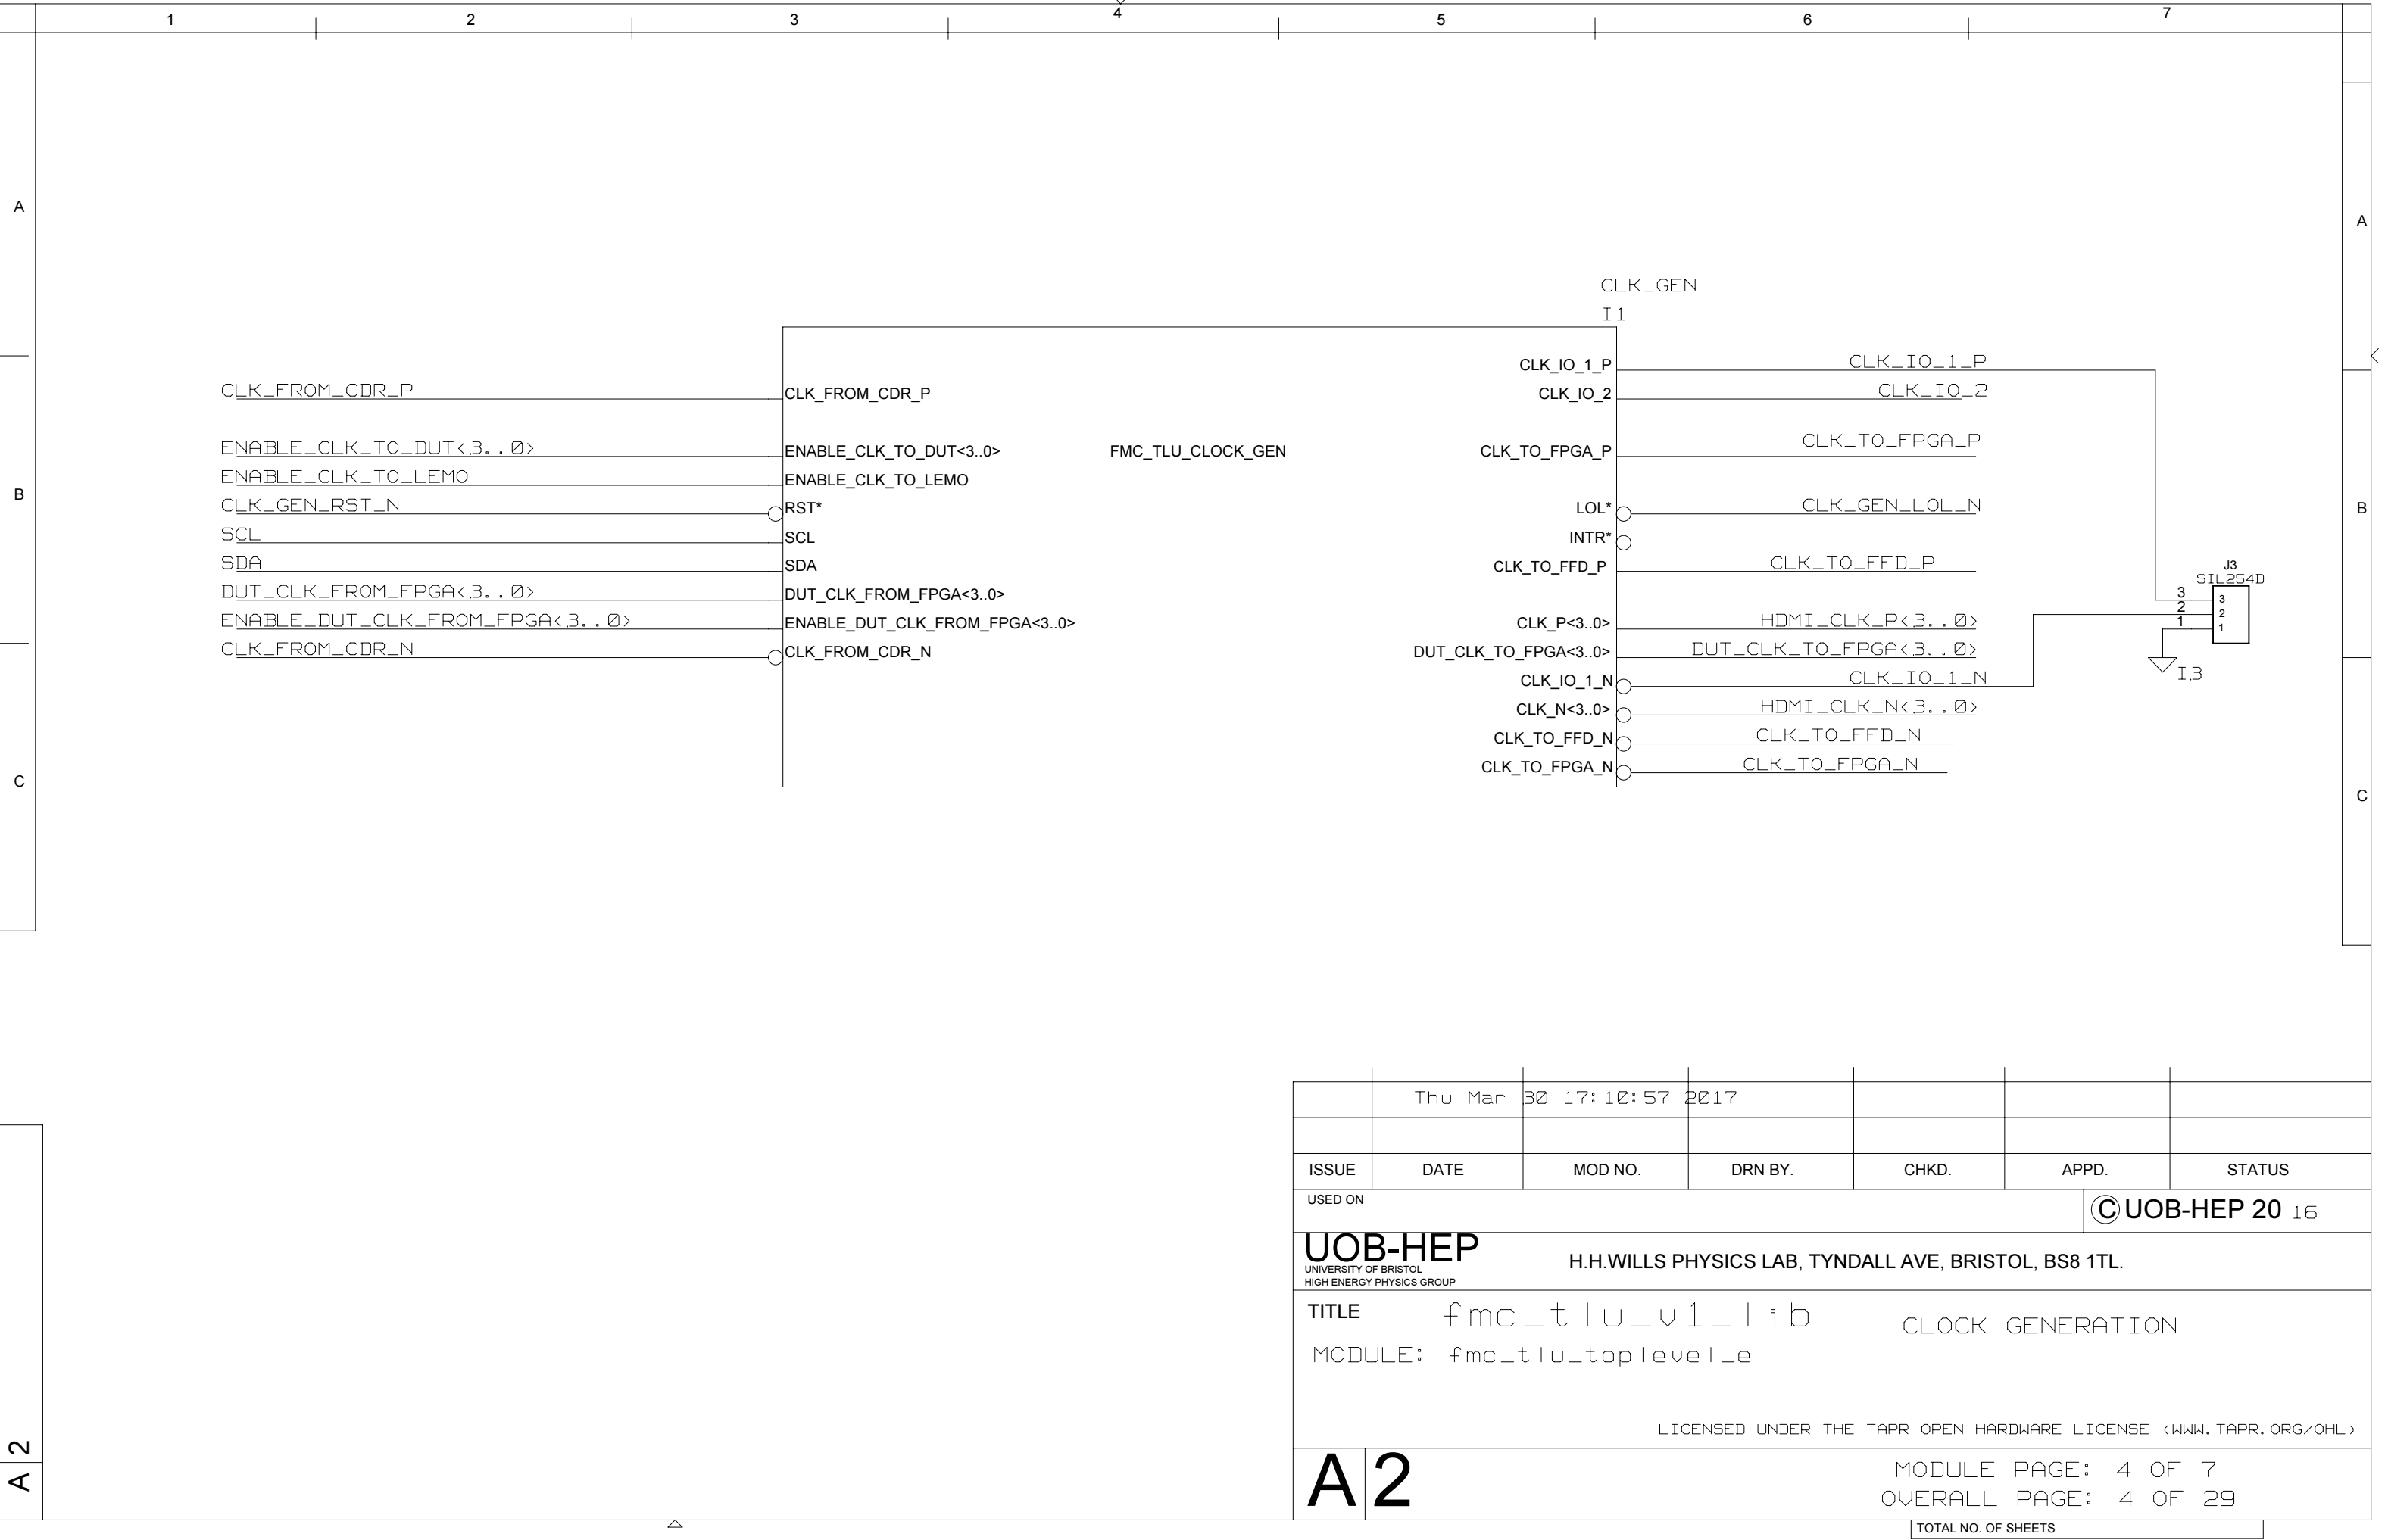 1 2 3 4 5 6 7
A
A
CLK_GEN
I1
CLK_IO_1_P CLK_IO_1_P
CLK_FROM_CDR_P CLK_FROM_CDR_P CLK_IO_2 CLK_IO_2
ENABLE_CLK_TO_DUT<3..0> ENABLE_CLK_TO_DUT<3..0> FMC_TLU_CLOCK_GEN CLK_TO_FPGA_P CLK_TO_FPGA_P
ENABLE_CLK_TO_LEMO ENABLE_CLK_TO_LEMO
B
CLK_GEN_RST_N RST* LOL* CLK_GEN_LOL_N
B
SCL SCL INTR*
SDA SDA CLK_TO_FFD_P CLK_TO_FFD_P
J3
SIL254D
DUT_CLK_FROM_FPGA<3..0> DUT_CLK_FROM_FPGA<3..0>
3 3
2 2
1 1
ENABLE_DUT_CLK_FROM_FPGA<3..0> ENABLE_DUT_CLK_FROM_FPGA<3..0> CLK_P<3..0> HDMI_CLK_P<3..0>
CLK_FROM_CDR_N CLK_FROM_CDR_N DUT_CLK_TO_FPGA<3..0> DUT_CLK_TO_FPGA<3..0>
CLK_IO_1_N CLK_IO_1_N I3
CLK_N<3..0> HDMI_CLK_N<3..0>
CLK_TO_FFD_N CLK_TO_FFD_N
CLK_TO_FPGA_N CLK_TO_FPGA_N
C
C
Thu Mar 30 17:10:57 2017
ISSUE DATE MOD NO. DRN BY. CHKD. APPD. STATUS
USED ON
© UOB-HEP 20 16
UOB-HEP
UNIVERSITY OF BRISTOL
HIGH ENERGY PHYSICS GROUP
H.H.WILLS PHYSICS LAB, TYNDALL AVE, BRISTOL, BS8 1TL.
TITLE fmc_tlu_v1_lib CLOCK GENERATION
MODULE: fmc_tlu_toplevel_e
LICENSED UNDER THE TAPR OPEN HARDWARE LICENSE (WWW.TAPR.ORG/OHL)
A 2
A 2
MODULE PAGE: 4 OF 7
OVERALL PAGE: 4 OF 29
TOTAL NO. OF SHEETS